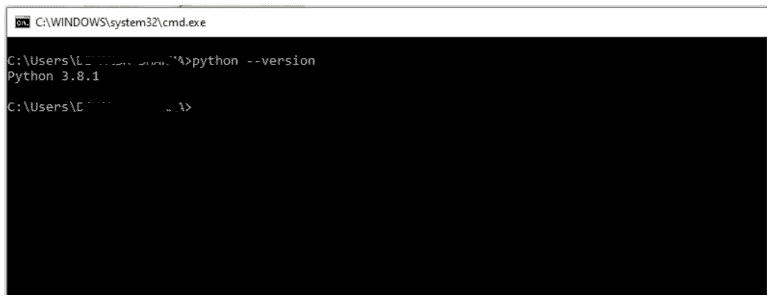 C:\WINDOWS\system32\cmd.exe
C:\Users\ >python --version
Python 3.8.1
C:\Users\ >